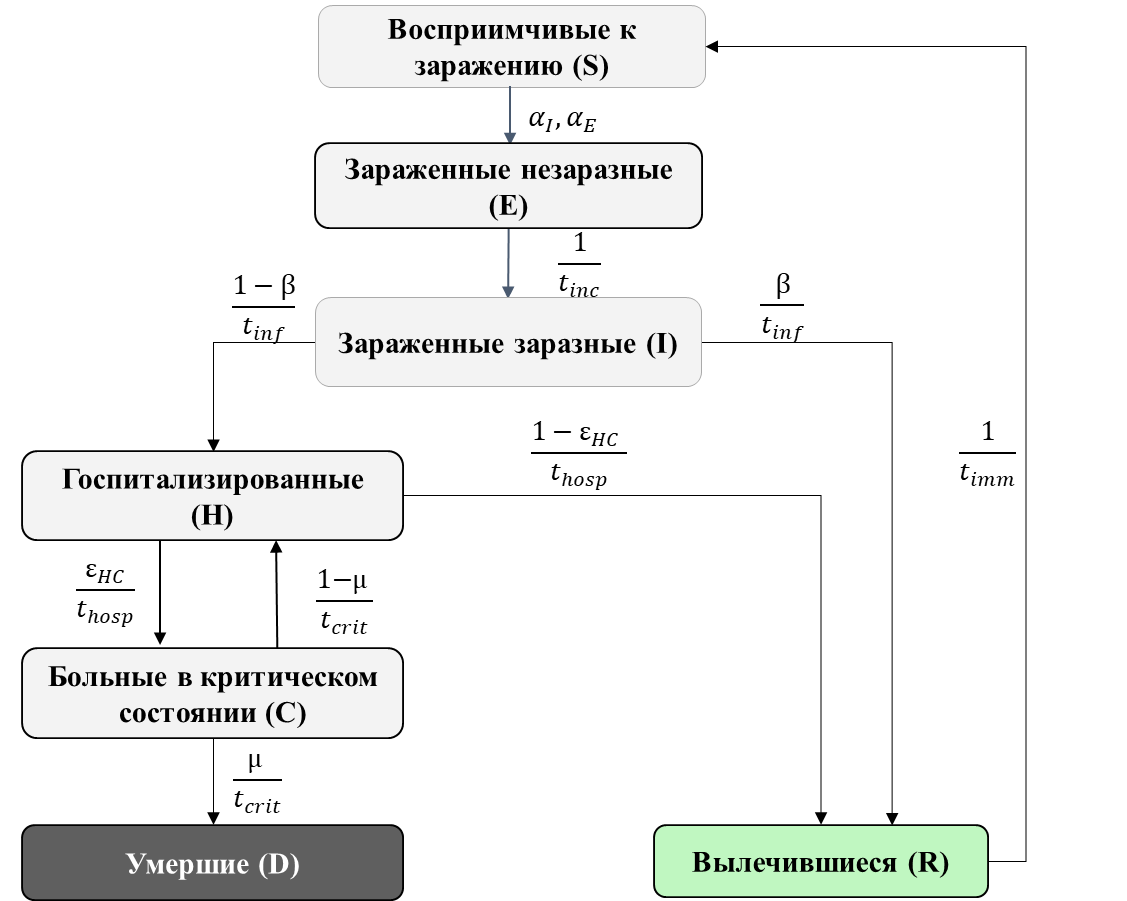 Восприимчивые к
заражению (S)
α_I, α_E
Зараженные незаразные
(E)
1
t_inc
1 − β
t_inf
β
t_inf
Зараженные заразные (I)
1 − ε_HC
t_hosp
1
t_imm
Госпитализированные
(H)
ε_HC
t_hosp
1−μ
t_crit
Больные в критическом
состоянии (C)
μ
t_crit
Умершие (D)
Вылечившиеся (R)